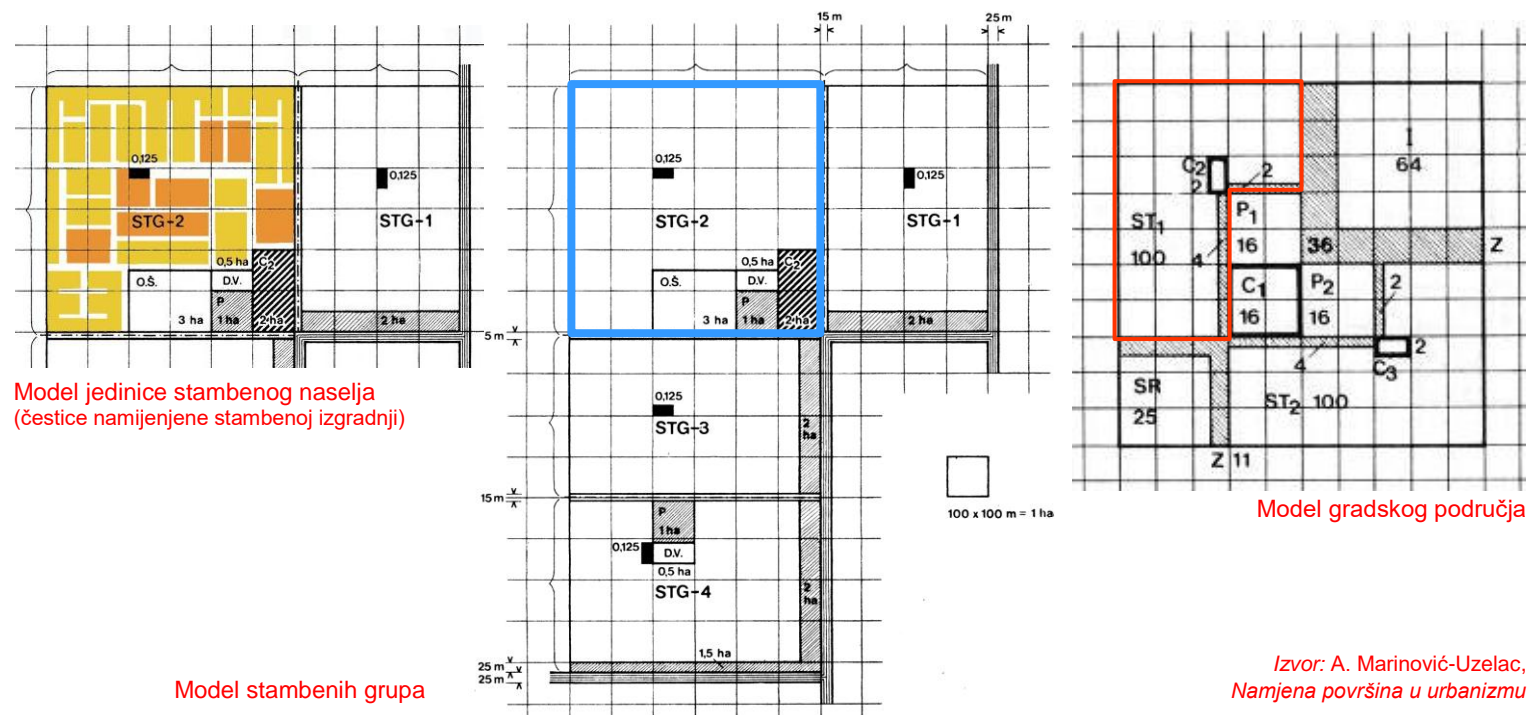 0,125
STG-2
0,5 ha
C2
O.Š.
D.V.
P
3 ha
1 ha
2 ha
0,125
STG-1
2 ha
Model jedinice stambenog naselja
(čestice namijenjene stambenoj izgradnji)
15 m
25 m
0,125
STG-2
0,5 ha
C2
O.Š.
D.V.
P
3 ha
1 ha
2 ha
0,125
STG-1
2 ha
5 m
0,125
STG-3
2
ha
15 m
P
1 ha
0,125
D.V.
0,5 ha
STG-4
2
ha
1,5 ha
25 m
25 m
100 x 100 m = 1 ha
Model stambenih grupa
I
64
C2
2
2
ST1
100
P1
16
4
36
Z
C1
16
P2
16
2
4
2
C3
SR
25
ST2 100
Z 11
Model gradskog područja
Izvor: A. Marinović-Uzelac,
Namjena površina u urbanizmu